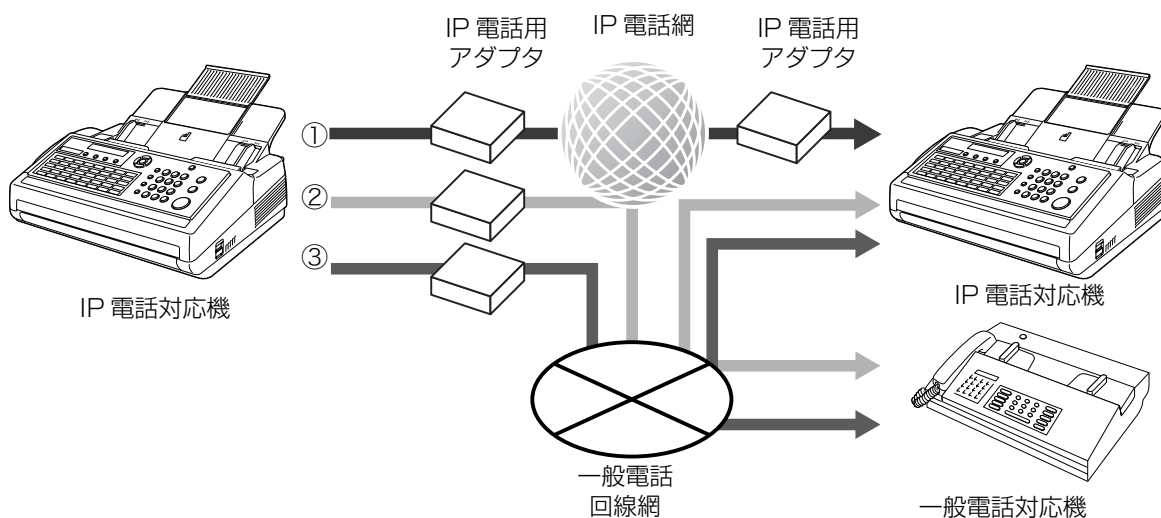 IP 電話用
アダプタ
IP 電話網
IP 電話用
アダプタ
①
②
③
IP 電話対応機
IP 電話対応機
一般電話
回線網
一般電話対応機